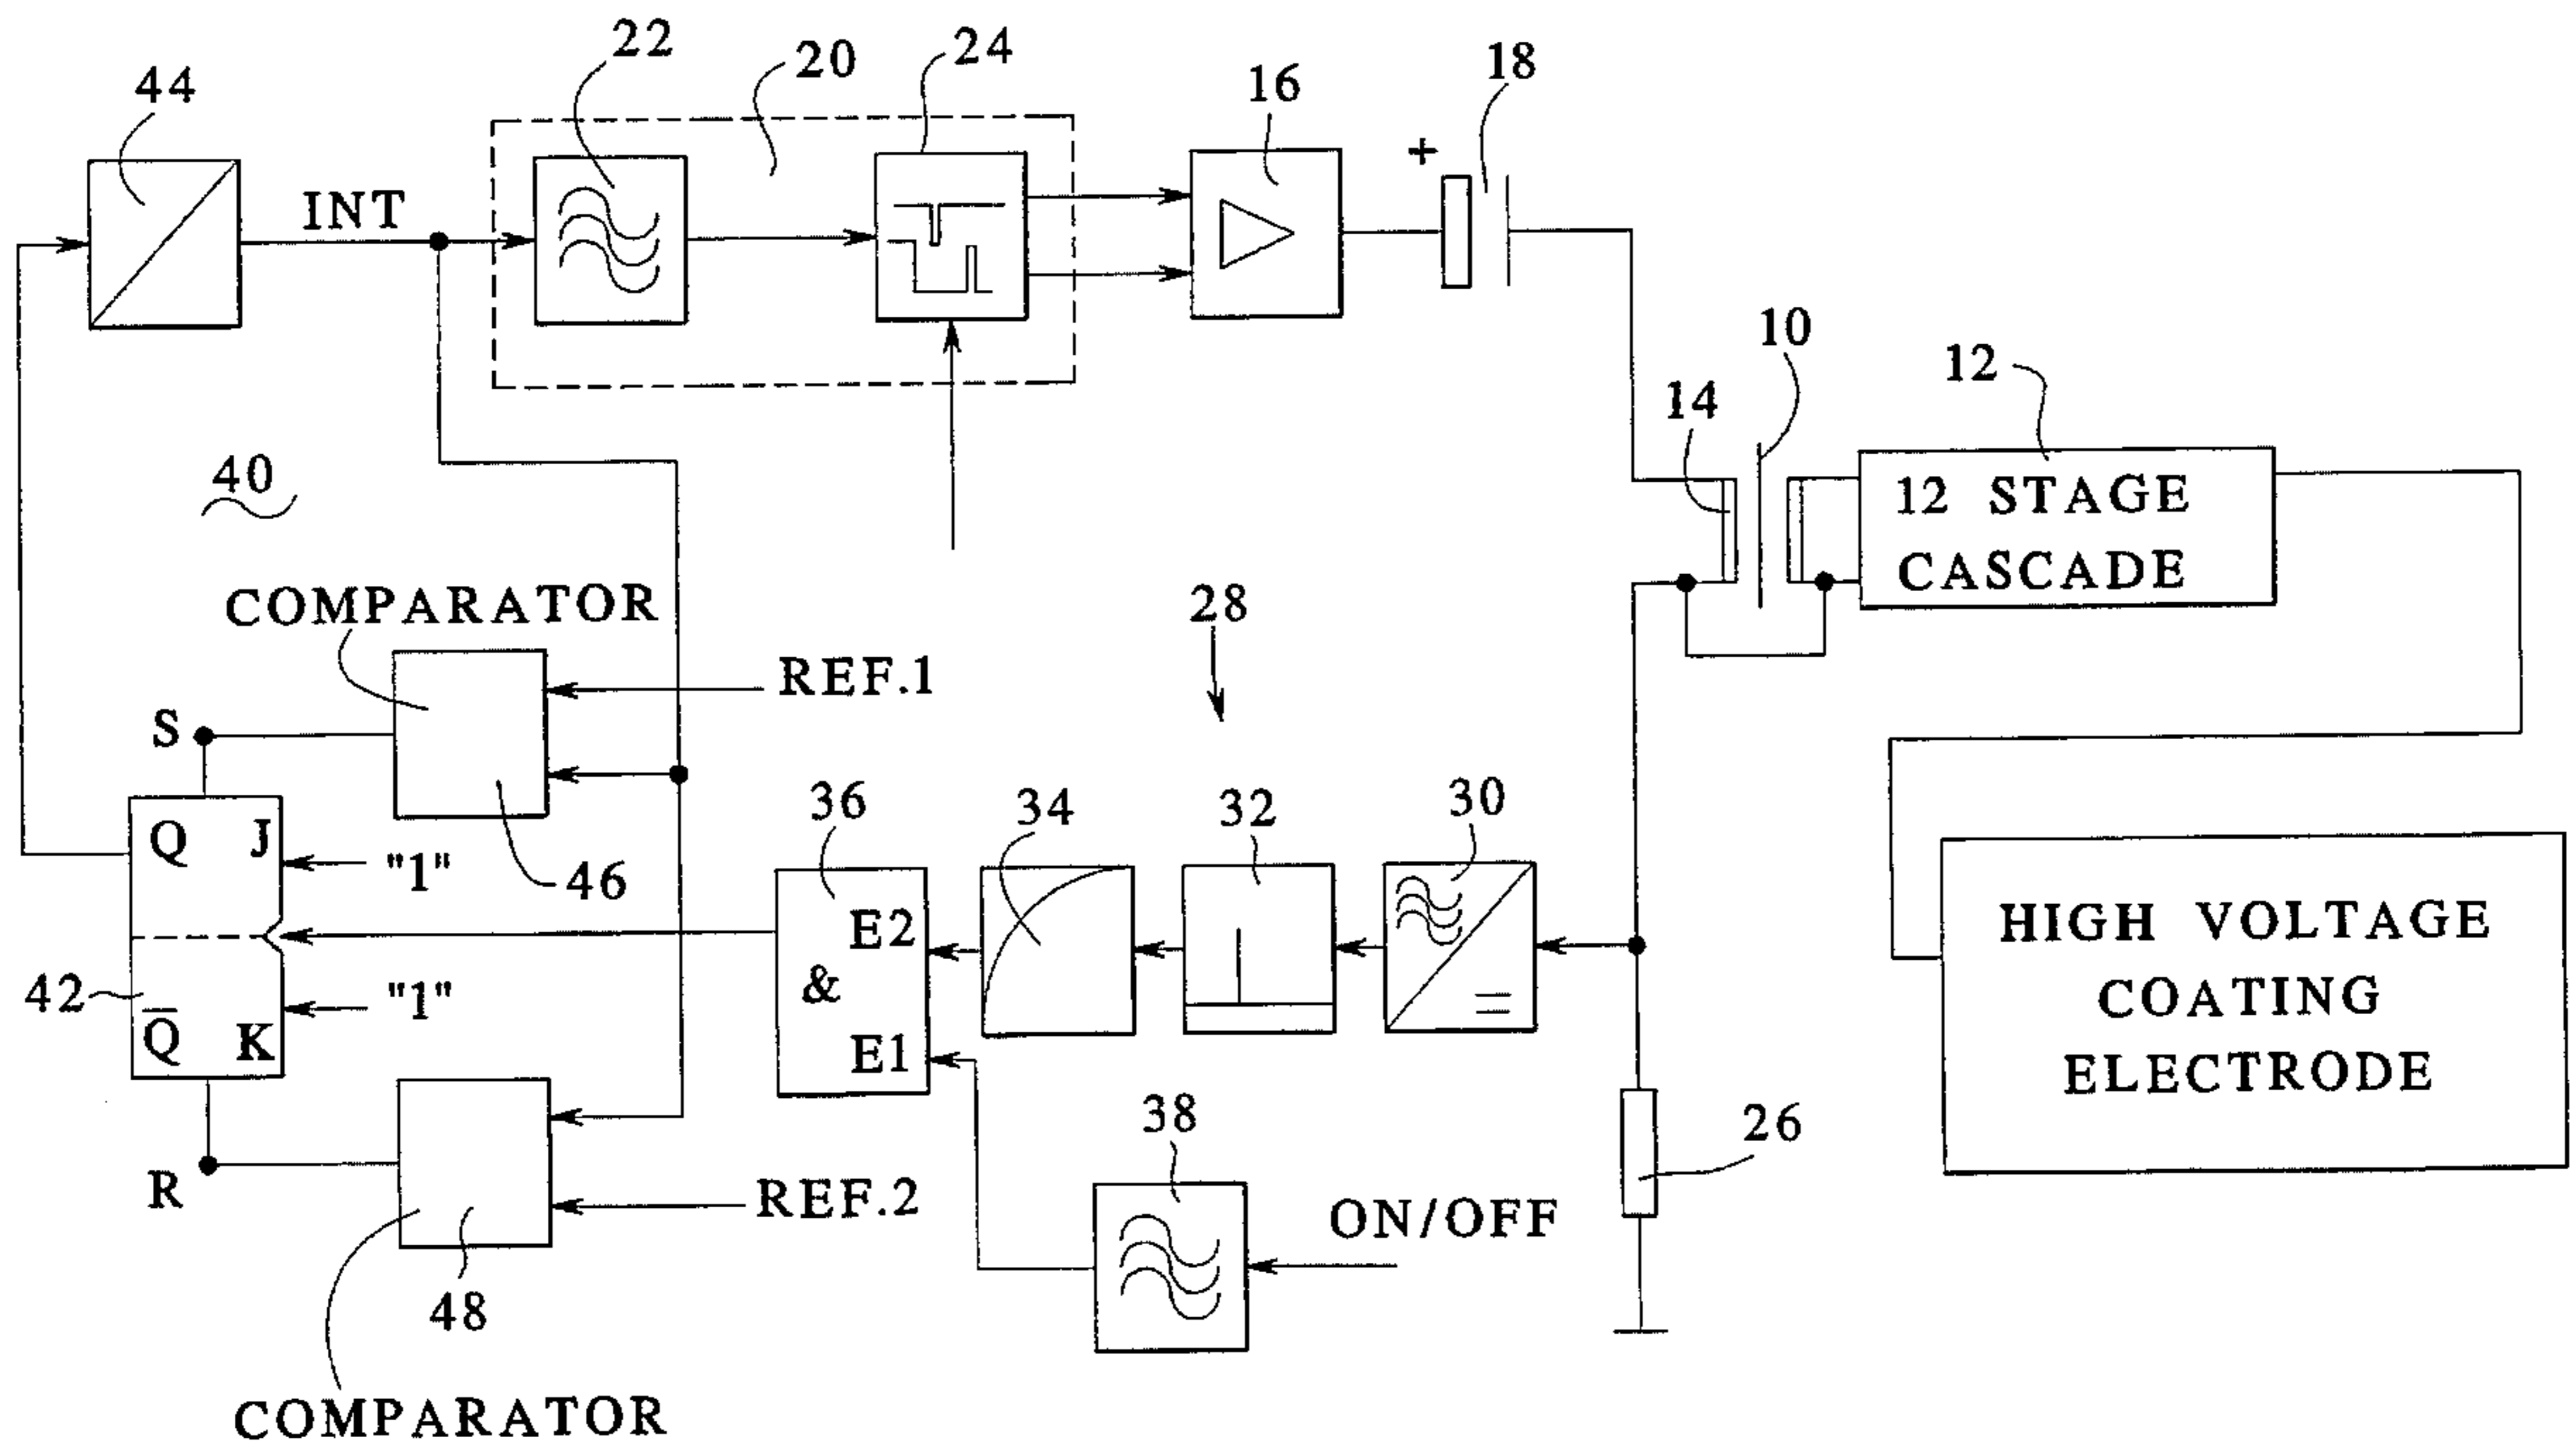 22
20
24
18
44
16
+
INT
10
12
14
40
12 STAGE
CASCADE
COMPARATOR
28
REF.1
S
36
34
32
30
Q
J
"1"
46
E2
HIGH VOLTAGE
42
&
"1"
COATING
Q̅
K
E1
ELECTRODE
38
26
R
REF.2
ON/OFF
48
COMPARATOR